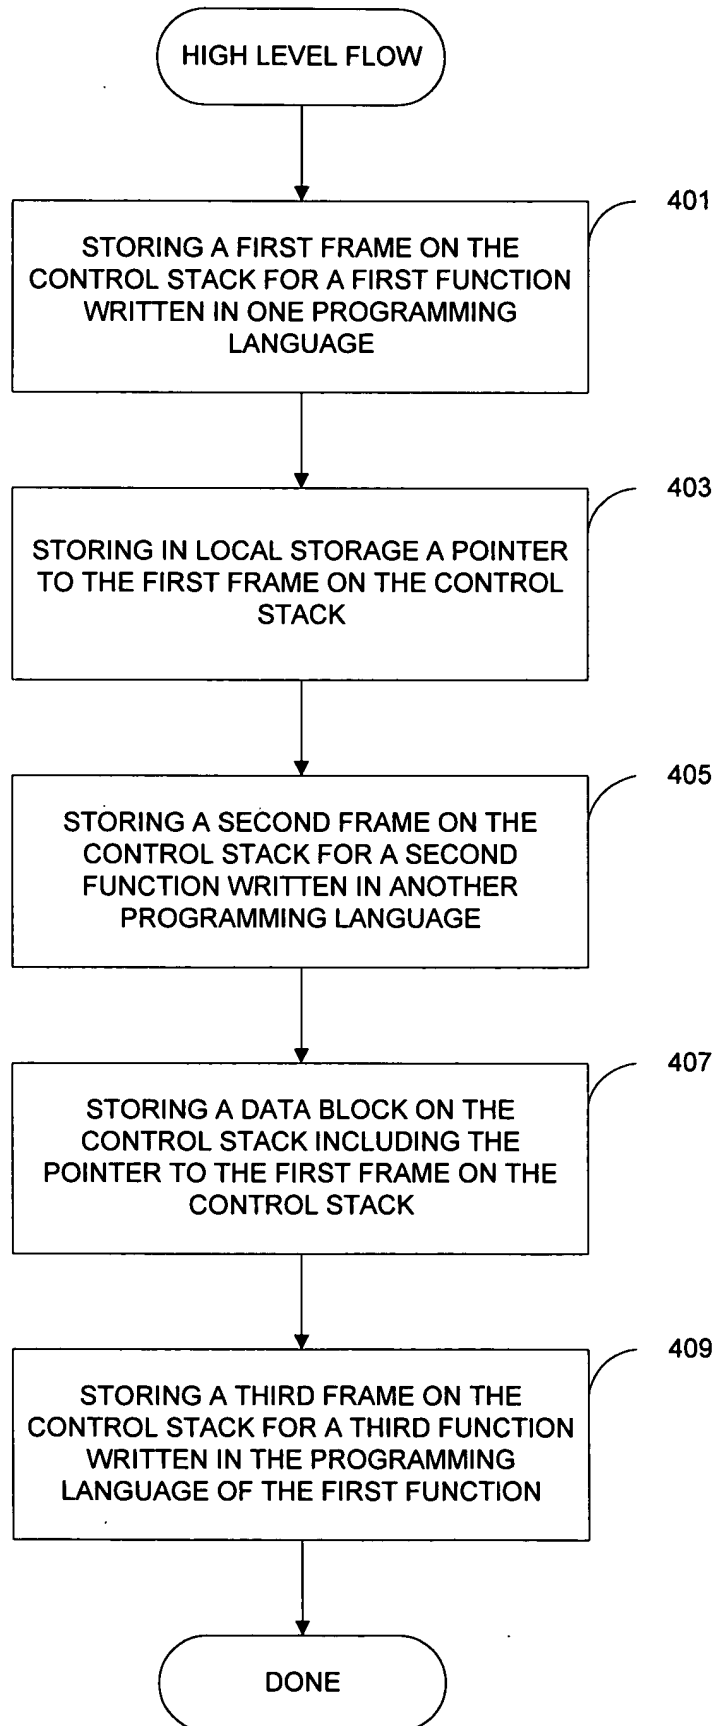 HIGH LEVEL FLOW
401
STORING A FIRST FRAME ON THE
CONTROL STACK FOR A FIRST FUNCTION
WRITTEN IN ONE PROGRAMMING
LANGUAGE
403
STORING IN LOCAL STORAGE A POINTER
TO THE FIRST FRAME ON THE CONTROL
STACK
405
STORING A SECOND FRAME ON THE
CONTROL STACK FOR A SECOND
FUNCTION WRITTEN IN ANOTHER
PROGRAMMING LANGUAGE
407
STORING A DATA BLOCK ON THE
CONTROL STACK INCLUDING THE
POINTER TO THE FIRST FRAME ON THE
CONTROL STACK
409
STORING A THIRD FRAME ON THE
CONTROL STACK FOR A THIRD FUNCTION
WRITTEN IN THE PROGRAMMING
LANGUAGE OF THE FIRST FUNCTION
DONE